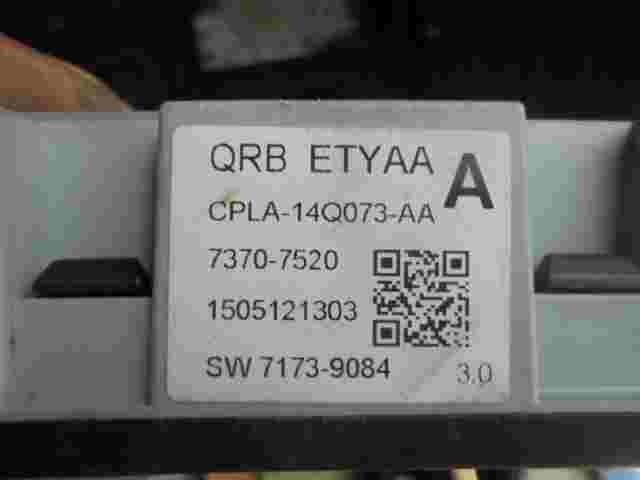 QRB ETYAA
A
CPLA-14Q073-AA
7370-7520
1505121303
SW 7173-9084
3.0